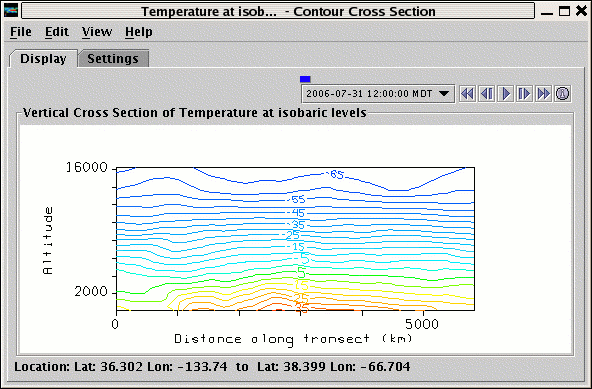 Temperature at isob... - Contour Cross Section
File Edit View Help
Display Settings
2006-07-31 12:00:00 MDT
Vertical Cross Section of Temperature at isobaric levels
16000
-65
-55
-45
-35
-25
-15
-5
5
15
25
35
2000
Altitude
0 5000
Distance along transect (km)
Location: Lat: 36.302 Lon: -133.74 to Lat: 38.399 Lon: -66.704